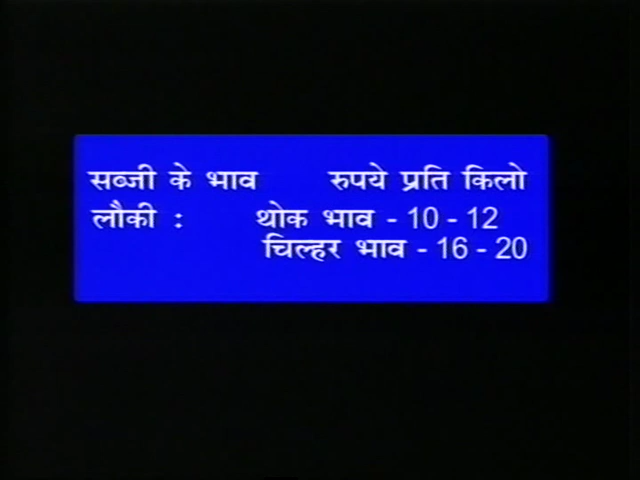 सब्जी के भाव रुपये प्रति किलो
लौकी : थोक भाव - 10 - 12
चिल्हर भाव - 16 - 20